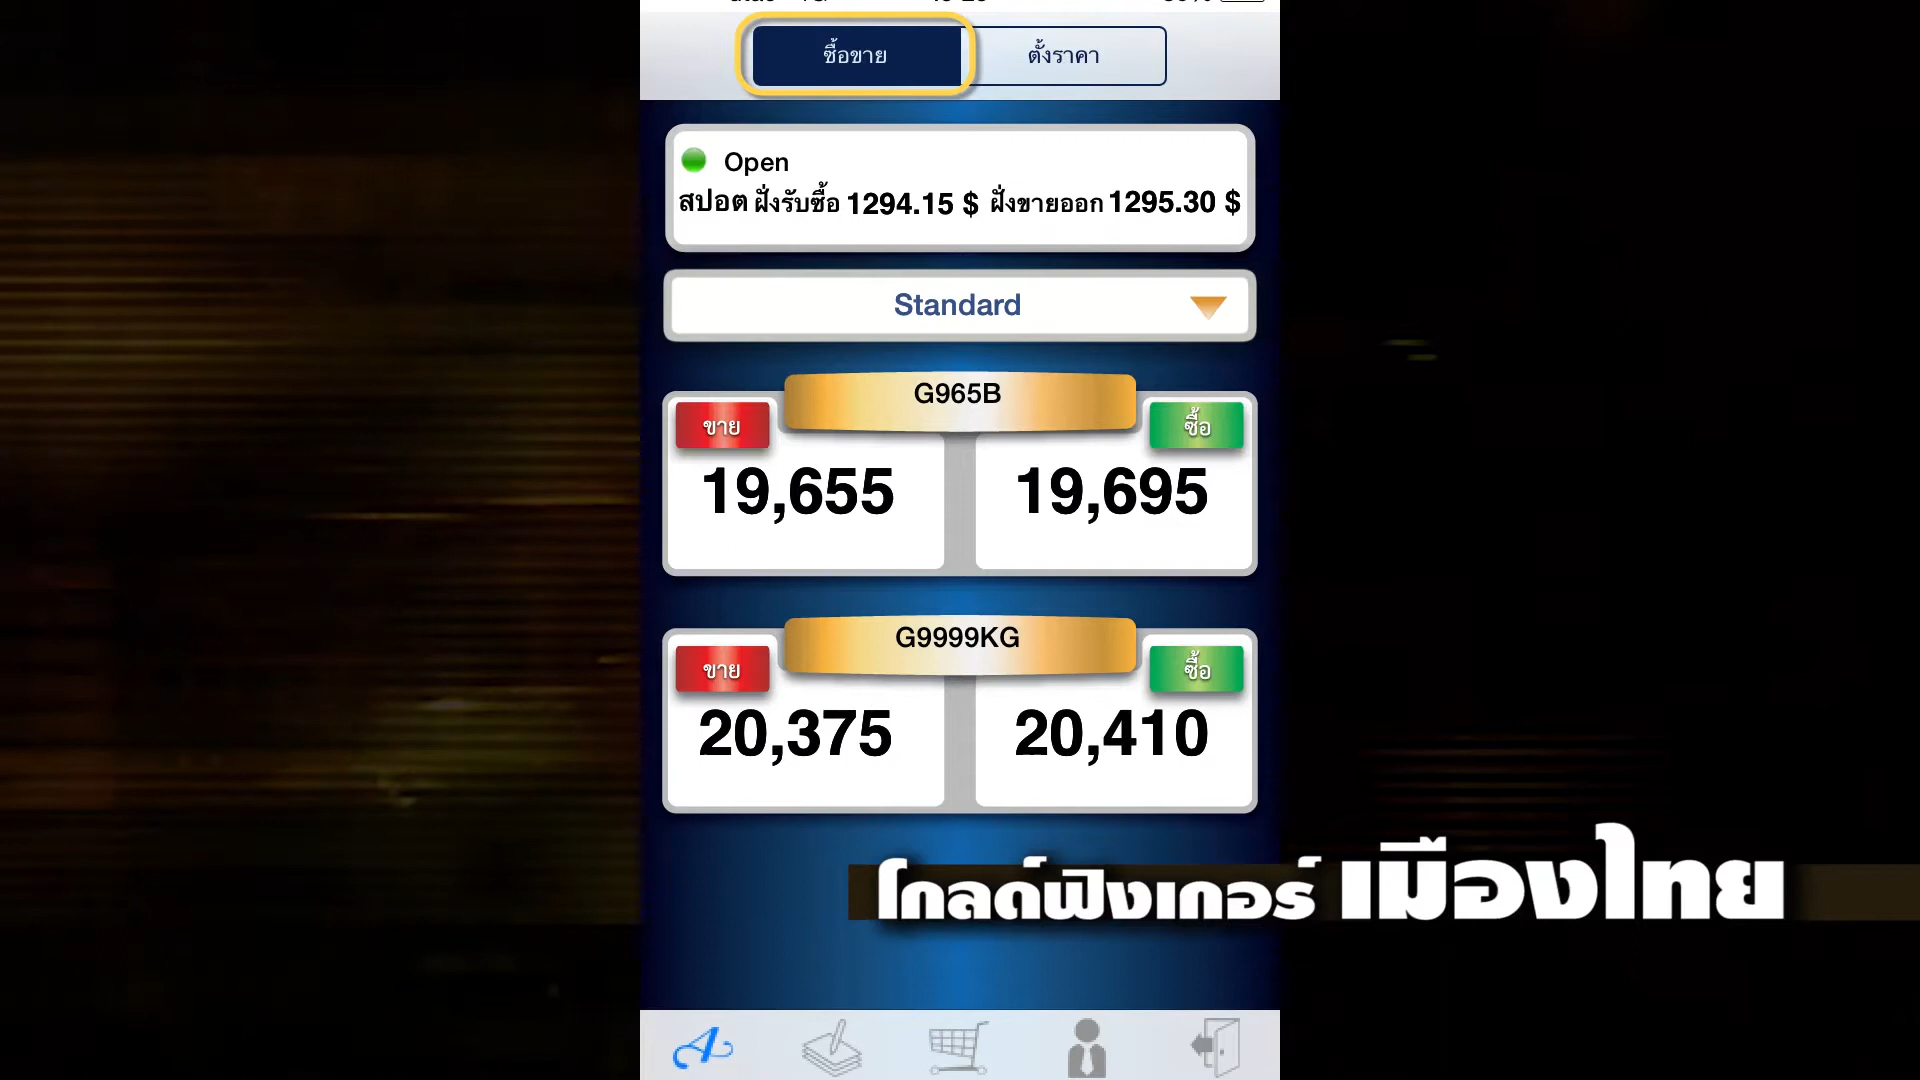 ซื้อขาย ตั้งราคา
Open
สปอต ฝั่งรับซื้อ 1294.15 $ ฝั่งขายออก 1295.30 $
Standard
G965B
ขาย ซื้อ
19,655 19,695
G9999KG
ขาย ซื้อ
20,375 20,410
โกลด์ฟิงเกอร์ เมืองไทย